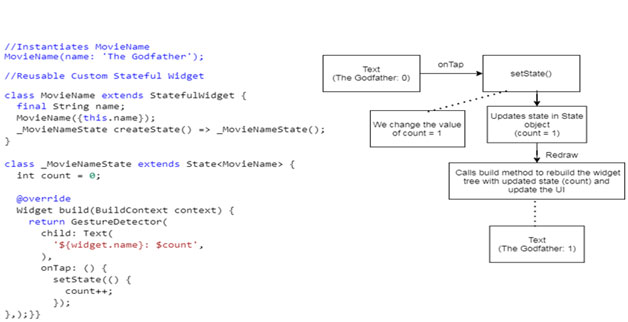 //Instantiates MovieName
MovieName(name: 'The Godfather');
//Reusable Custom Stateful Widget
class MovieName extends StatefulWidget {
final String name;
MovieName({this.name});
_MovieNameState createState() => _MovieNameState();
}
class _MovieNameState extends State<MovieName> {
int count = 0;
@override
Widget build(BuildContext context) {
return GestureDetector(
child: Text(
'${widget.name}: $count',
),
onTap: () {
setState(() {
count++;
});
},);}}
Text
(The Godfather: 0)
onTap
setState()
We change the value
of count = 1
Updates state in State
object
(count = 1)
Redraw
Calls build method to rebuild the widget
tree with updated state (count) and
update the UI
Text
(The Godfather: 1)